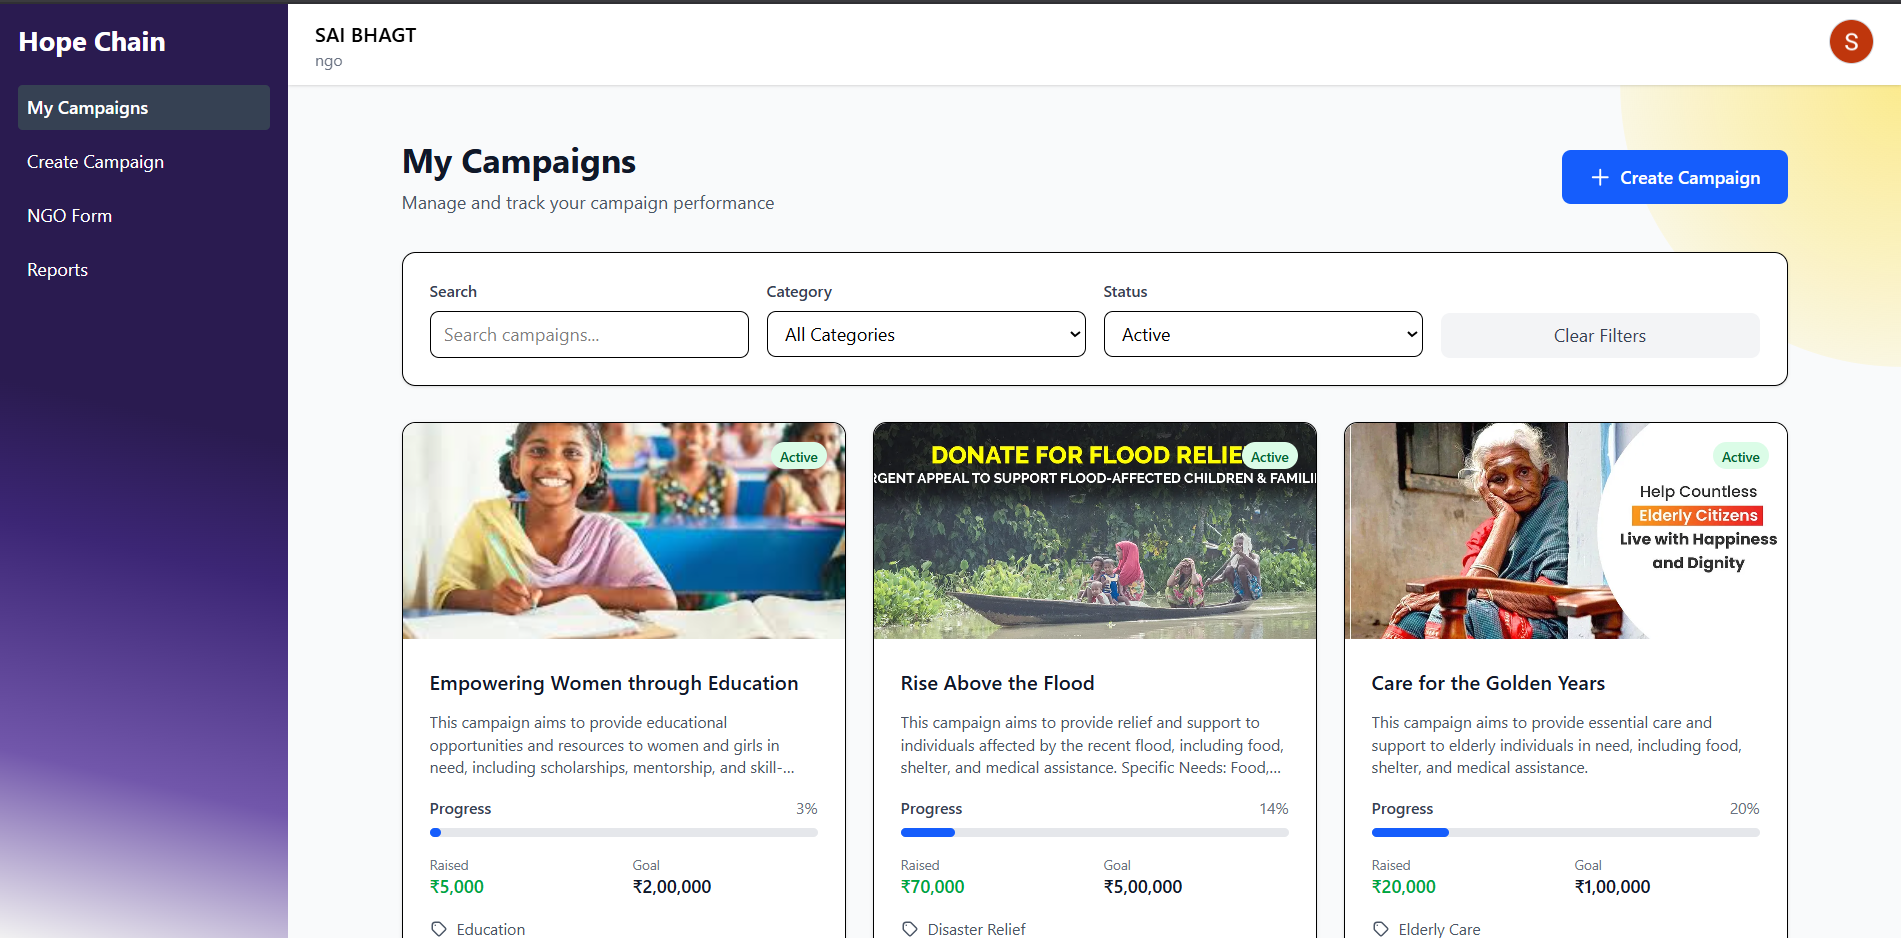 Hope Chain
My Campaigns
Create Campaign
NGO Form
Reports
SAI BHAGT
ngo
S
My Campaigns
Manage and track your campaign performance
Create Campaign
Search
Search campaigns...
Category
All Categories
Status
Active
Clear Filters
Active
Empowering Women through Education
This campaign aims to provide educational
opportunities and resources to women and girls in
need, including scholarships, mentorship, and skill-...
Progress 3%
Raised Goal
₹5,000 ₹2,00,000
Education
DONATE FOR FLOOD RELIE
Active
RGENT APPEAL TO SUPPORT FLOOD-AFFECTED CHILDREN & FAMILI
Rise Above the Flood
This campaign aims to provide relief and support to
individuals affected by the recent flood, including food,
shelter, and medical assistance. Specific Needs: Food,...
Progress 14%
Raised Goal
₹70,000 ₹5,00,000
Disaster Relief
Active
Help Countless
Elderly Citizens
Live with Happiness
and Dignity
Care for the Golden Years
This campaign aims to provide essential care and
support to elderly individuals in need, including food,
shelter, and medical assistance.
Progress 20%
Raised Goal
₹20,000 ₹1,00,000
Elderly Care